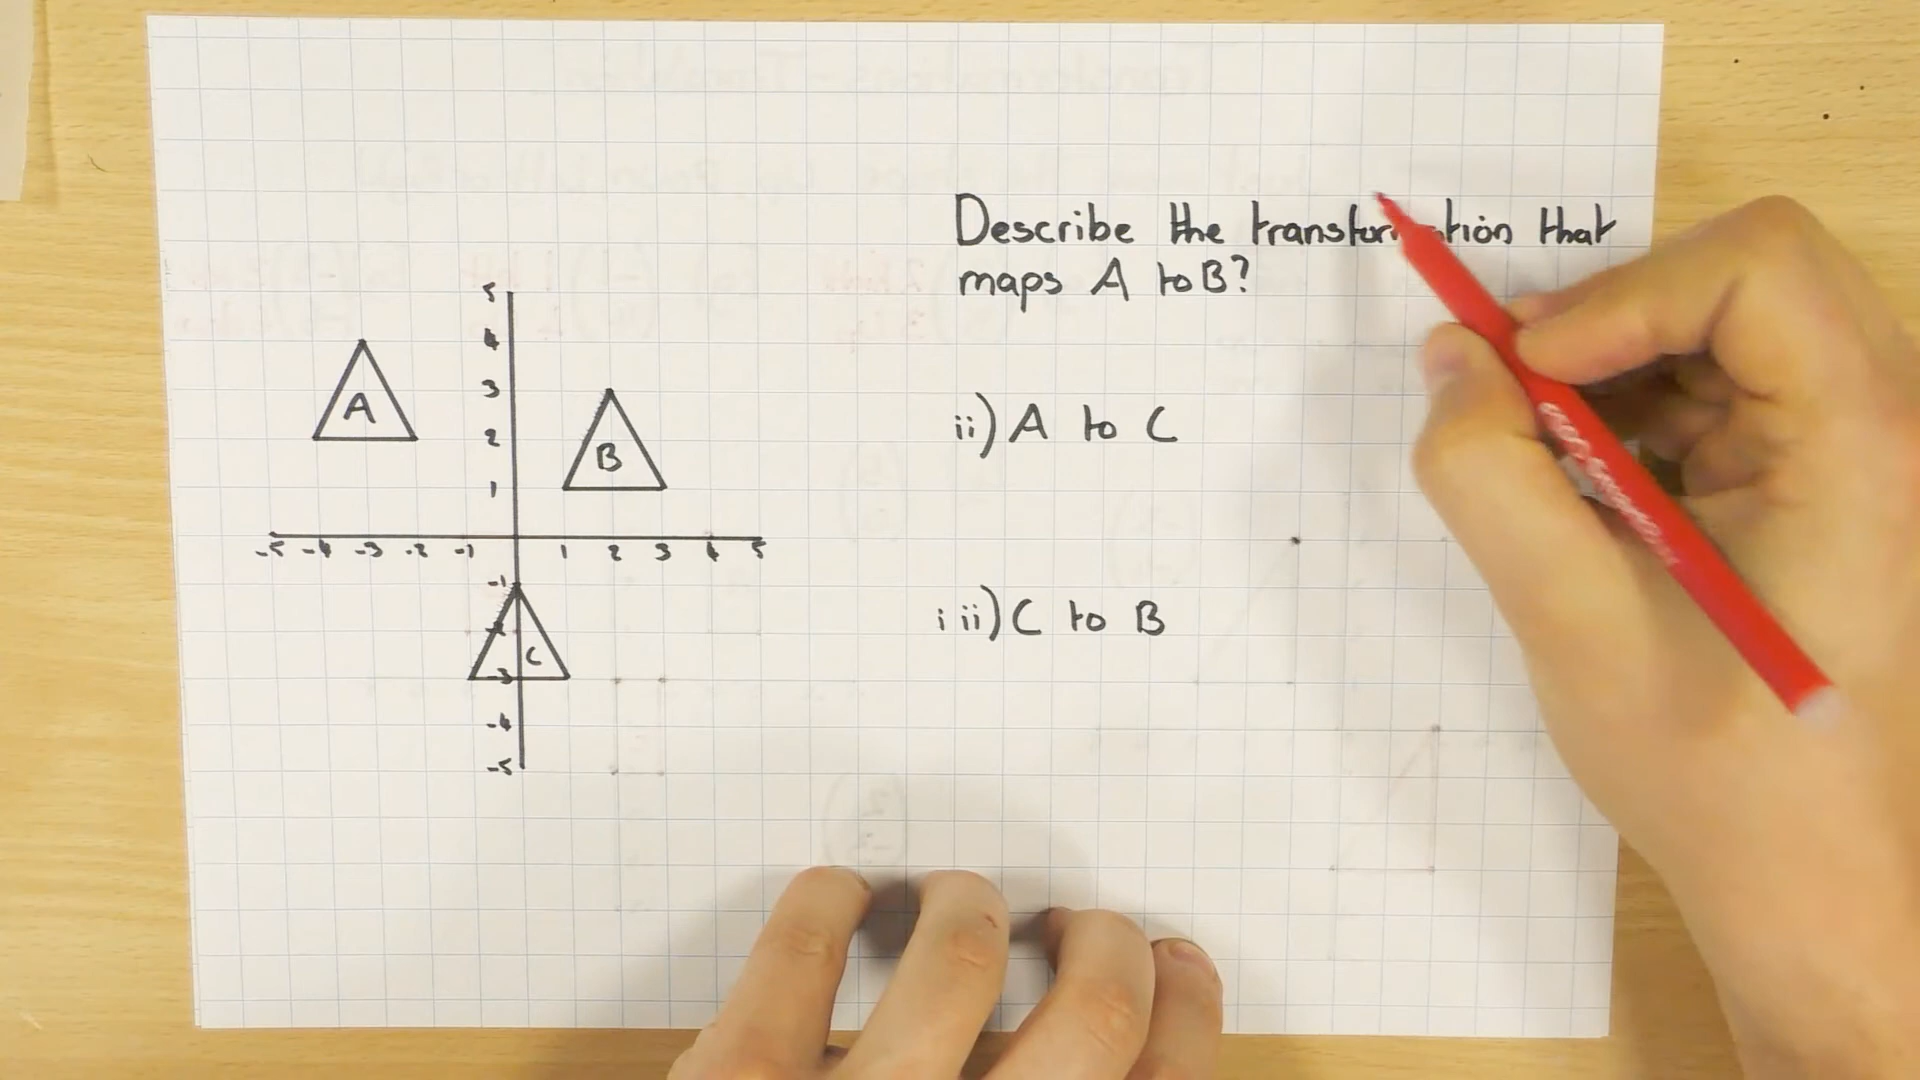 Describe the transformation that
maps A to B?
ii) A to C
iii) C to B
5
4
3
2
1
-5 -4 -3 -2 -1 1 2 3 4 5
-1
-3
-4
-5
A
B
C